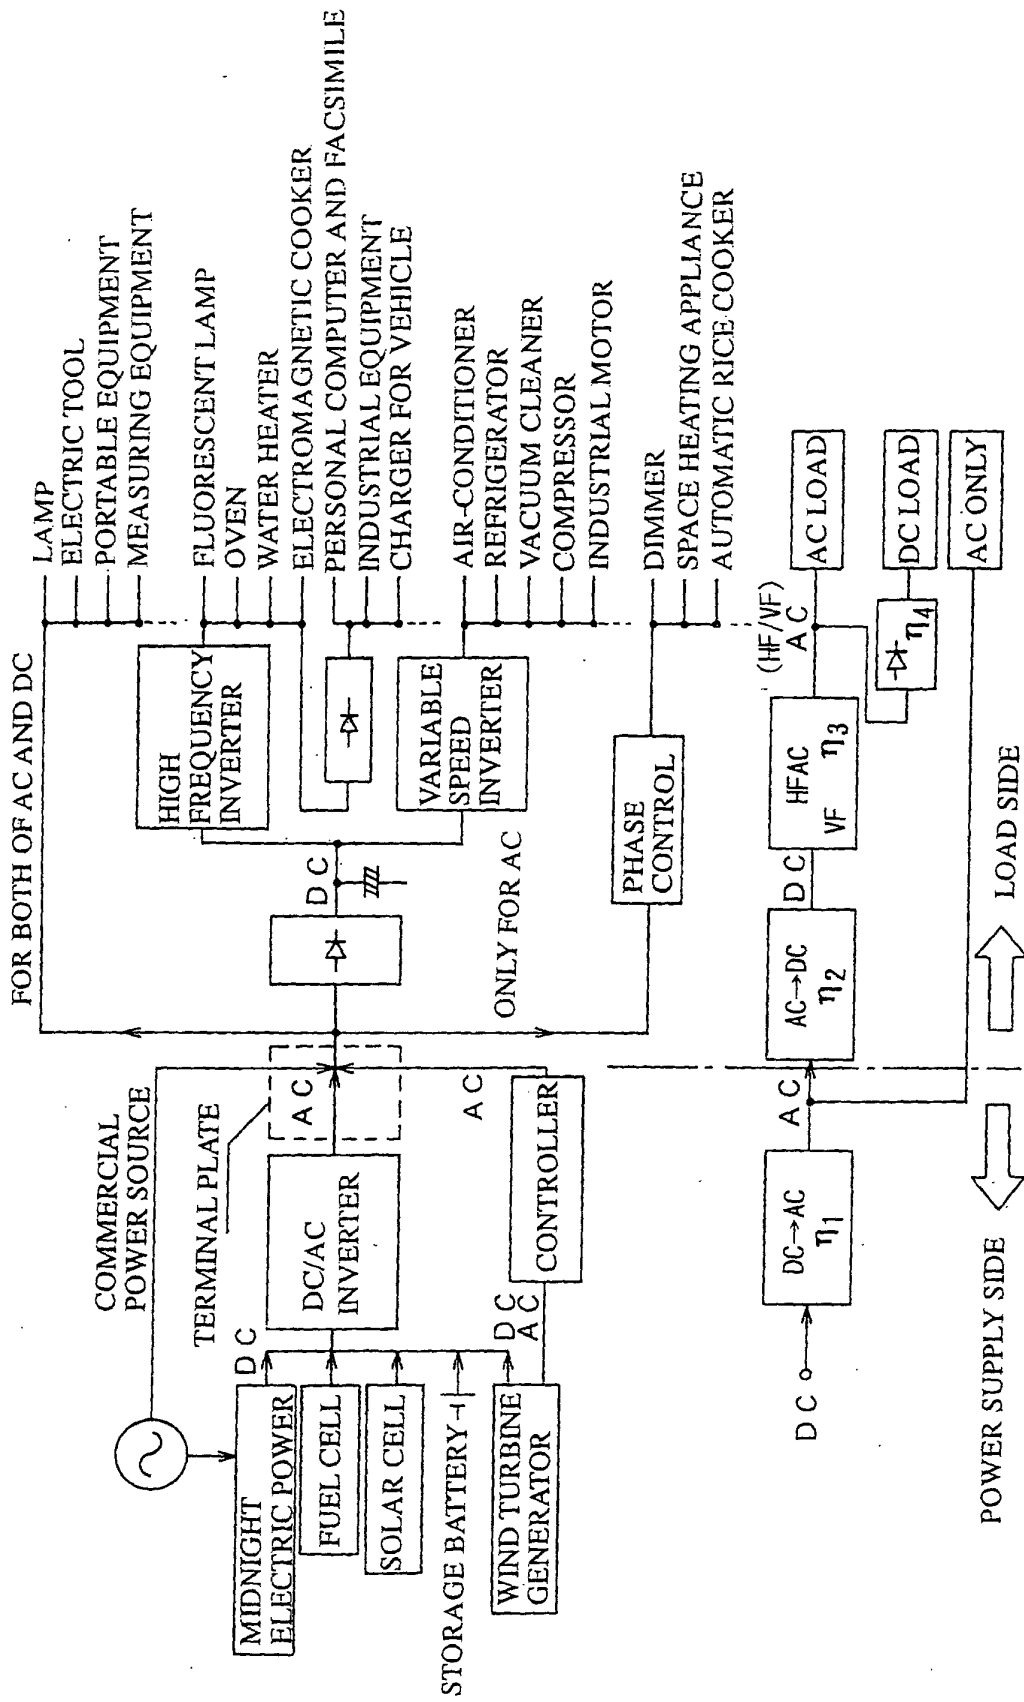 COMMERCIAL
POWER SOURCE
TERMINAL PLATE
FOR BOTH OF AC AND DC
MIDNIGHT
ELECTRIC POWER
FUEL CELL
SOLAR CELL
STORAGE BATTERY
WIND TURBINE
GENERATOR
DC
DC
AC
DC/AC
INVERTER
CONTROLLER
AC
AC
DC
ONLY FOR AC
HIGH
FREQUENCY
INVERTER
VARIABLE
SPEED
INVERTER
PHASE
CONTROL
LAMP
ELECTRIC TOOL
PORTABLE EQUIPMENT
MEASURING EQUIPMENT
FLUORESCENT LAMP
OVEN
WATER HEATER
ELECTROMAGNETIC COOKER
PERSONAL COMPUTER AND FACSIMILE
INDUSTRIAL EQUIPMENT
CHARGER FOR VEHICLE
AIR-CONDITIONER
REFRIGERATOR
VACUUM CLEANER
COMPRESSOR
INDUSTRIAL MOTOR
DIMMER
SPACE HEATING APPLIANCE
AUTOMATIC RICE COOKER
DC
DC→AC
η1
AC
AC→DC
η2
DC
HFAC
VF η3
(HF/VF)
AC
η4
AC LOAD
DC LOAD
AC ONLY
POWER SUPPLY SIDE
LOAD SIDE